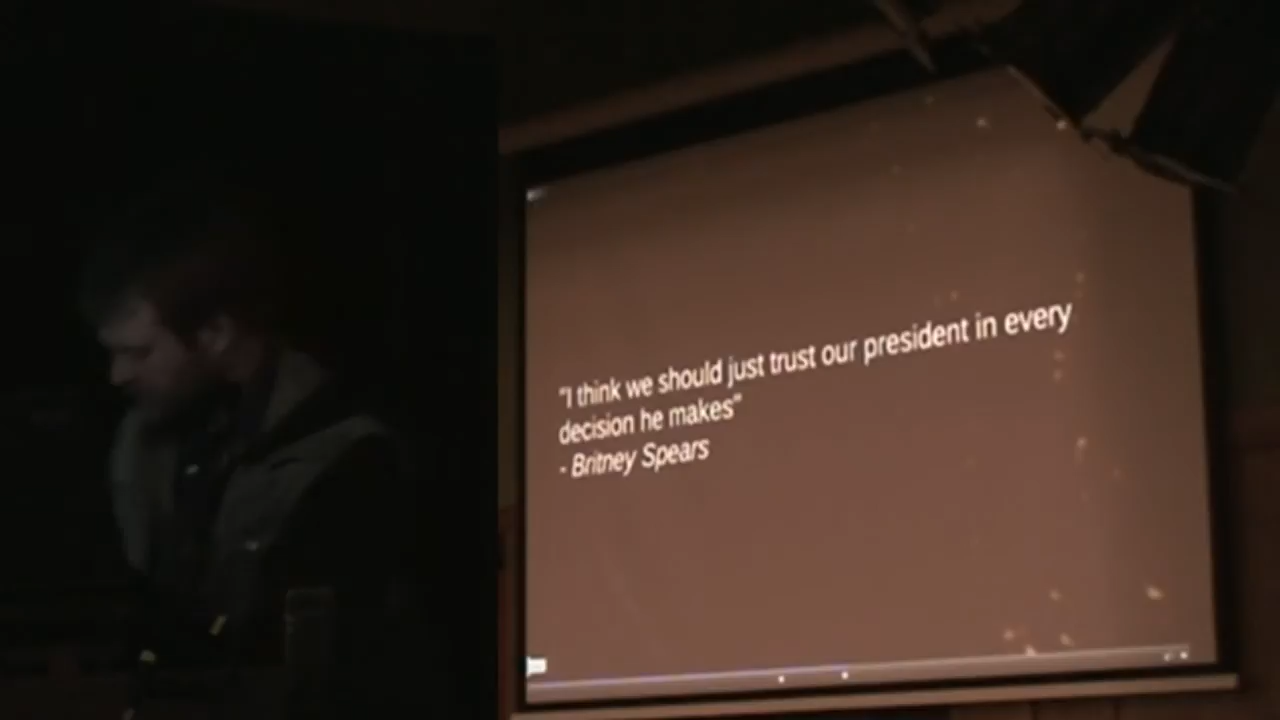 "I think we should just trust our president in every
decision he makes"
- Britney Spears